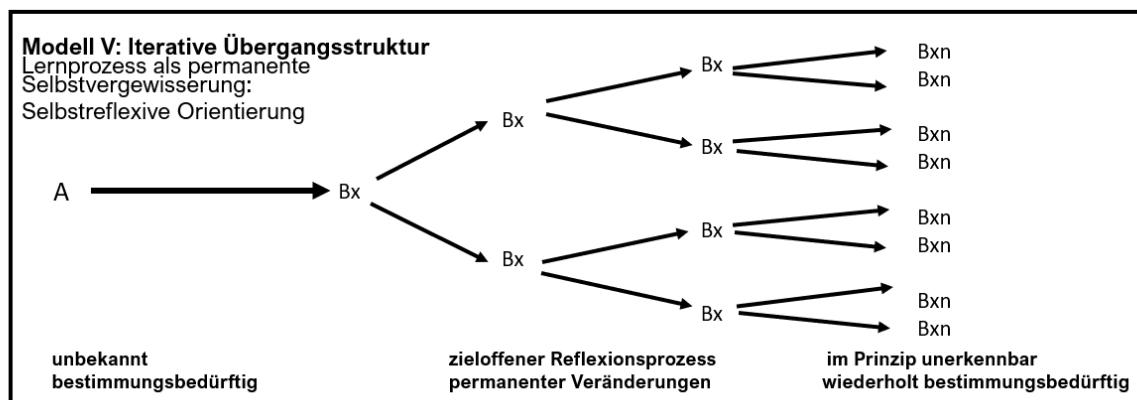 Modell V: Iterative Übergangsstruktur
Lernprozess als permanente
Selbstvergewisserung:
Selbstreflexive Orientierung
A
Bx
Bx
Bx
Bx
Bx
Bx
Bx
Bxn
Bxn
Bxn
Bxn
Bxn
Bxn
Bxn
Bxn
unbekannt
bestimmungsbedürftig
zieloffener Reflexionsprozess
permanenter Veränderungen
im Prinzip unerkennbar
wiederholt bestimmungsbedürftig